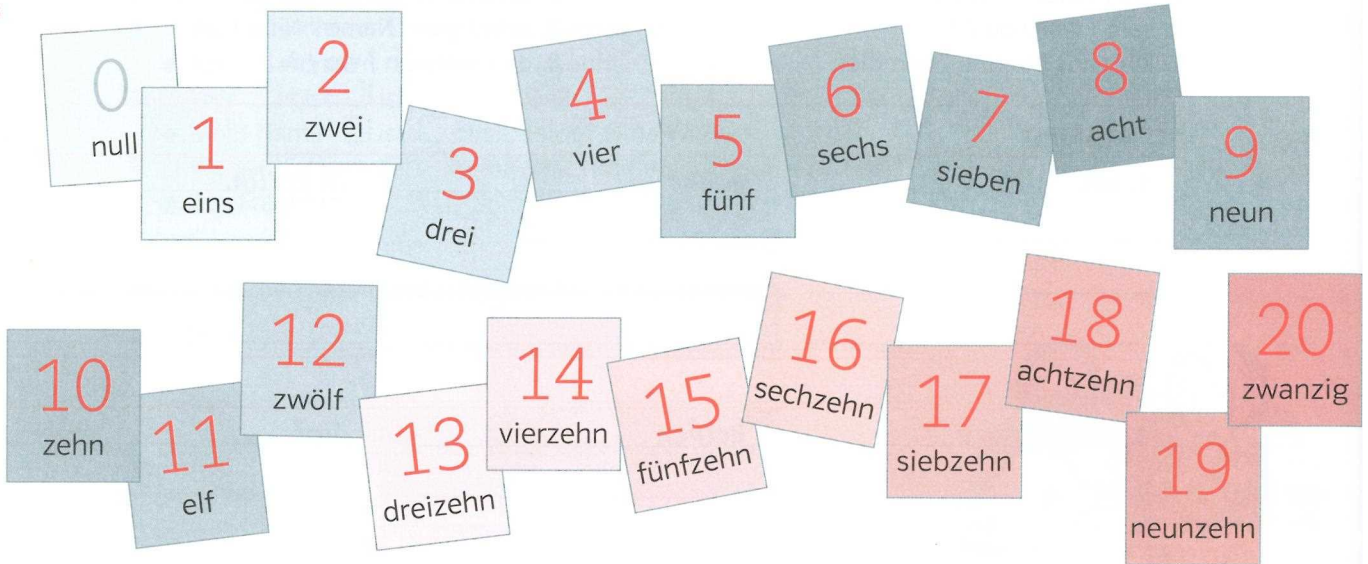 0
null
1
eins
2
zwei
3
drei
4
vier
5
fünf
6
sechs
7
sieben
8
acht
9
neun
10
zehn
11
elf
12
zwölf
13
dreizehn
14
vierzehn
15
fünfzehn
16
sechzehn
17
siebzehn
18
achtzehn
19
neunzehn
20
zwanzig